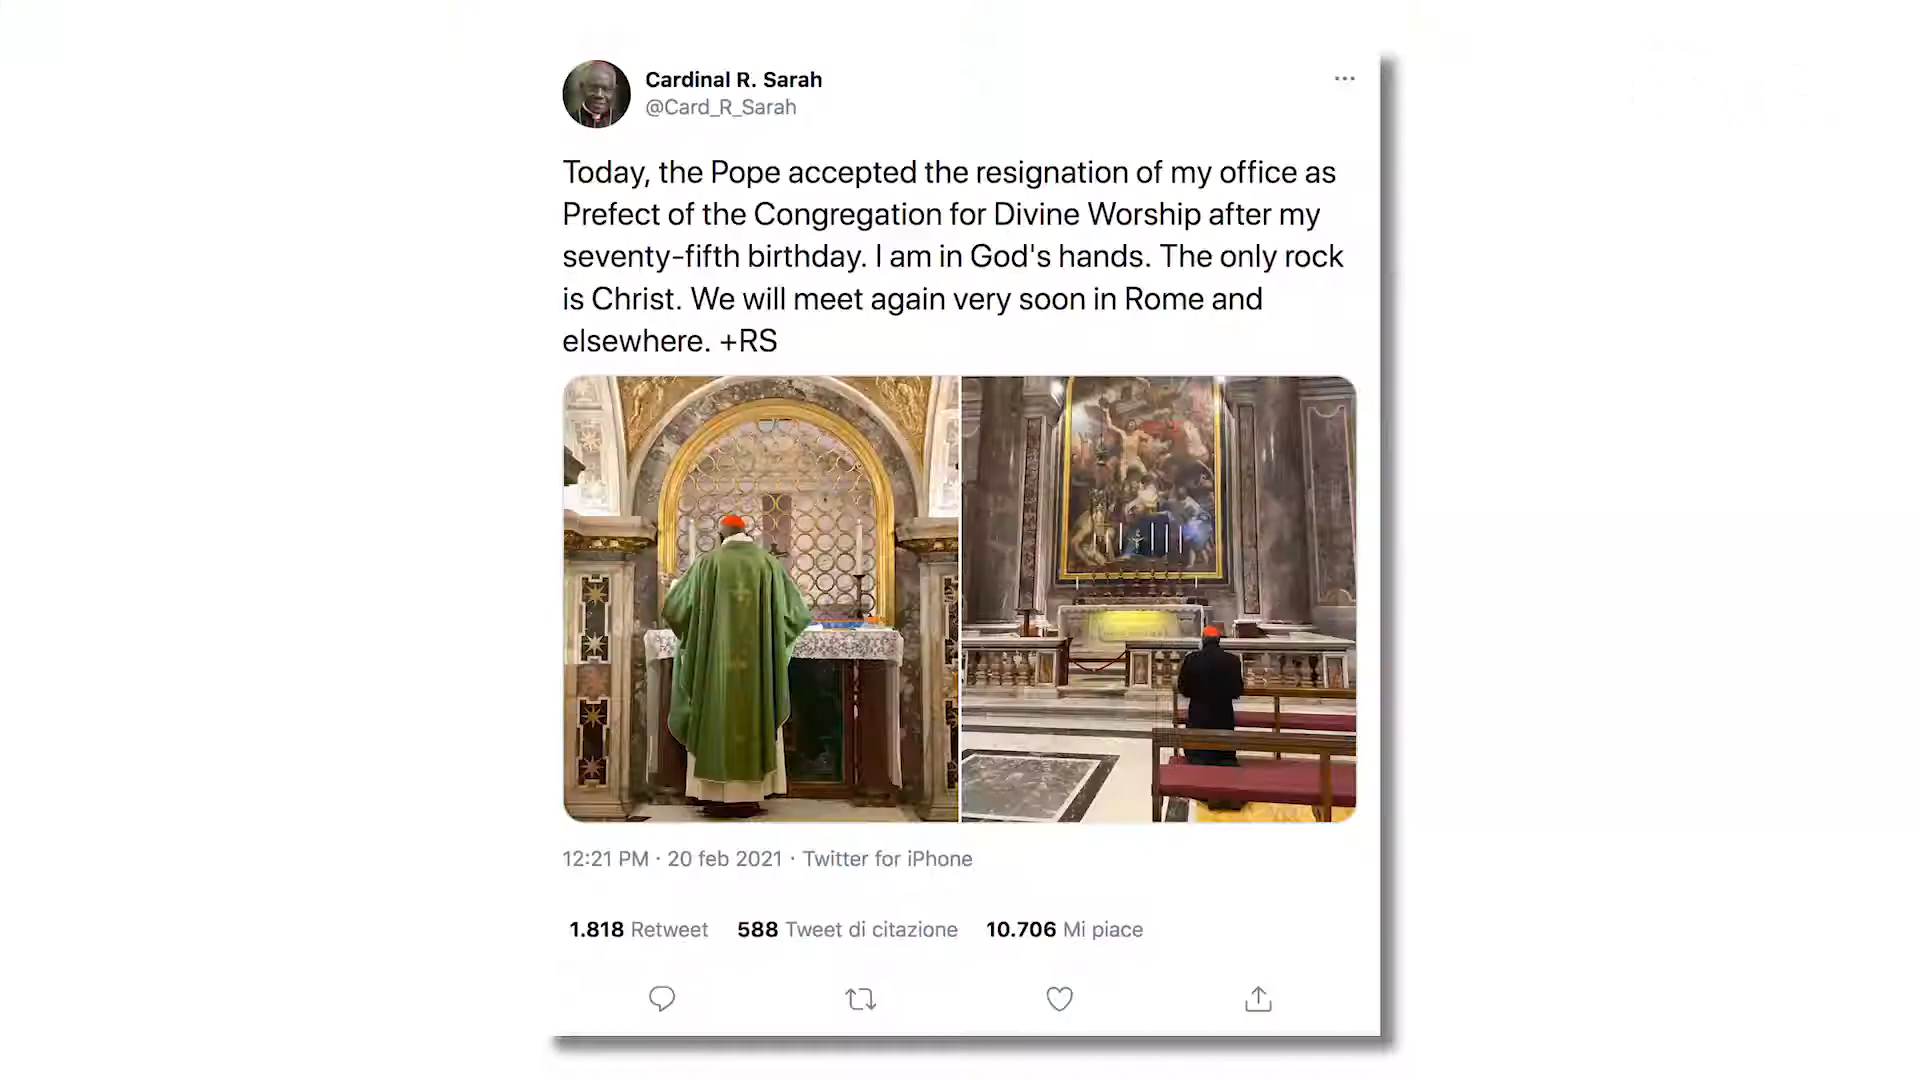 Cardinal R. Sarah
@Card_R_Sarah
Today, the Pope accepted the resignation of my office as
Prefect of the Congregation for Divine Worship after my
seventy-fifth birthday. I am in God's hands. The only rock
is Christ. We will meet again very soon in Rome and
elsewhere. +RS
12:21 PM · 20 feb 2021 · Twitter for iPhone
1.818 Retweet 588 Tweet di citazione 10.706 Mi piace